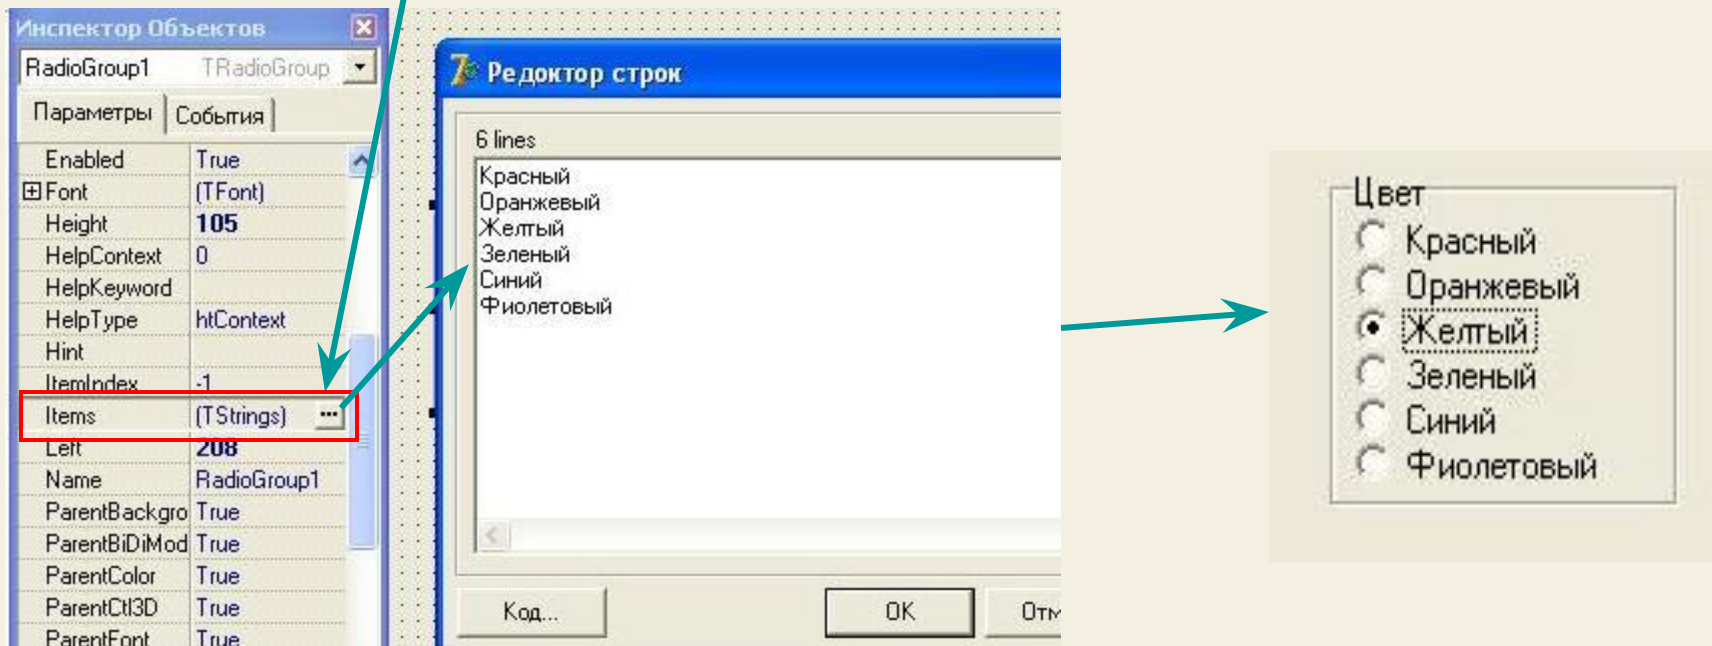 Инспектор Объектов
RadioGroup1 TRadioGroup
Параметры События
Enabled True
Font (TFont)
Height 105
HelpContext 0
HelpKeyword
HelpType htContext
Hint
ItemIndex -1
Items (TStrings) ...
Left 208
Name RadioGroup1
ParentBackgro True
ParentBiDiMod True
ParentColor True
ParentCtl3D True
ParentFont True
Редоктор строк
6 lines
Красный
Оранжевый
Желтый
Зеленый
Синий
Фиолетовый
Код... OK Отм
Цвет
Красный
Оранжевый
Желтый
Зеленый
Синий
Фиолетовый